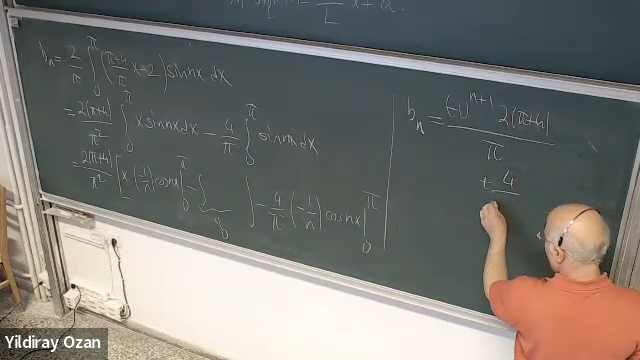 L x + a.
b_n = 2/π ∫_0^π ( (π+4)/π x - 2 ) sin nx dx
= 2(π+4)/π² ∫_0^π x sin nx dx - 4/π ∫_0^π sin nx dx
= 2(π+4)/π² [ x (-1/n) cos nx |_0^π - ∫ 0 ] - 4/π (-1/n) cos nx |_0^π
b_n = (-1)^{n+1} 2(π+4) / π
+ 4
Yildiray Ozan